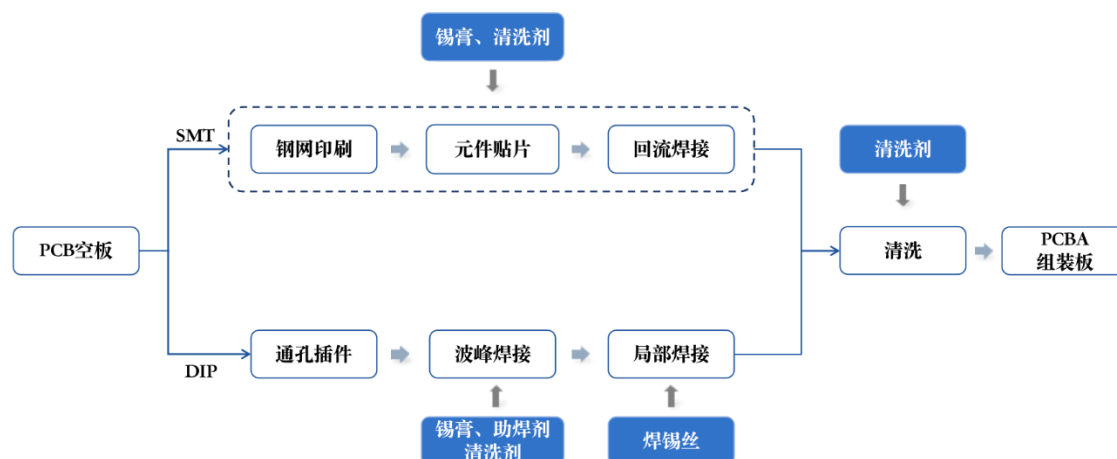 锡膏、清洗剂
SMT
钢网印刷
元件贴片
回流焊接
清洗剂
PCB空板
清洗
PCBA
组装板
DIP
通孔插件
波峰焊接
局部焊接
锡膏、助焊剂
清洗剂
焊锡丝